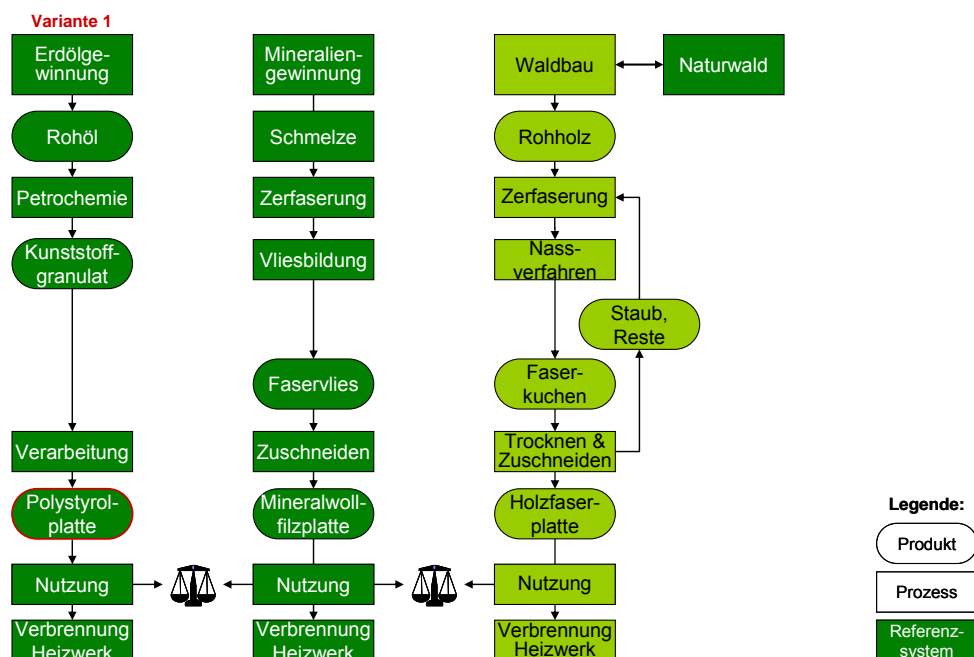 Variante 1
Erdölge-
winnung
Rohöl
Petrochemie
Kunststoff-
granulat
Verarbeitung
Polystyrol-
platte
Nutzung
Verbrennung
Heizwerk
Mineralien-
gewinnung
Schmelze
Zerfaserung
Vliesbildung
Faservlies
Zuschneiden
Mineralwoll-
filzplatte
Nutzung
Verbrennung
Heizwerk
Waldbau
Rohholz
Zerfaserung
Nass-
verfahren
Faser-
kuchen
Trocknen &
Zuschneiden
Holzfaser-
platte
Nutzung
Verbrennung
Heizwerk
Naturwald
Staub,
Reste
Legende:
Produkt
Prozess
Referenz-
system